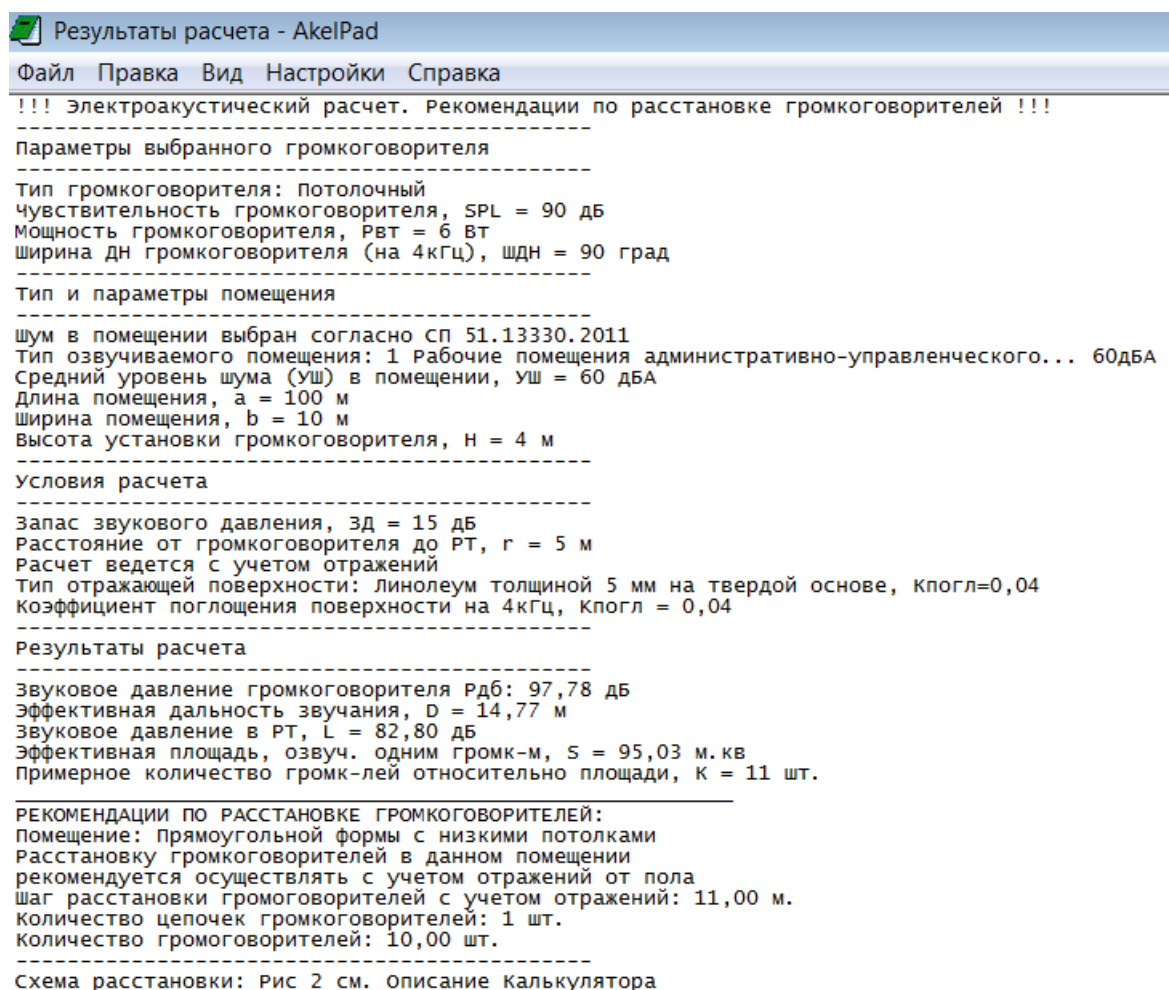 Результаты расчета - AkelPad
Файл Правка Вид Настройки Справка
!!! Электроакустический расчет. Рекомендации по расстановке громкоговорителей !!!
----------------------------------------------
Параметры выбранного громкоговорителя
----------------------------------------------
Тип громкоговорителя: Потолочный
Чувствительность громкоговорителя, SPL = 90 дБ
Мощность громкоговорителя, Рвт = 6 Вт
Ширина ДН громкоговорителя (на 4кГц), ШДН = 90 град
----------------------------------------------
Тип и параметры помещения
----------------------------------------------
Шум в помещении выбран согласно СП 51.13330.2011
Тип озвучиваемого помещения: 1 Рабочие помещения административно-управленческого... 60дБА
Средний уровень шума (УШ) в помещении, УШ = 60 дБА
Длина помещения, a = 100 м
Ширина помещения, b = 10 м
Высота установки громкоговорителя, Н = 4 м
----------------------------------------------
Условия расчета
----------------------------------------------
Запас звукового давления, ЗД = 15 дБ
Расстояние от громкоговорителя до РТ, r = 5 м
Расчет ведется с учетом отражений
Тип отражающей поверхности: Линолеум толщиной 5 мм на твердой основе, Кпогл=0,04
Коэффициент поглощения поверхности на 4кГц, Кпогл = 0,04
----------------------------------------------
Результаты расчета
----------------------------------------------
Звуковое давление громкоговорителя Рдб: 97,78 дБ
Эффективная дальность звучания, D = 14,77 м
Звуковое давление в РТ, L = 82,80 дБ
Эффективная площадь, озвуч. одним громк-м, S = 95,03 м.кв
Примерное количество громк-лей относительно площади, К = 11 шт.
РЕКОМЕНДАЦИИ ПО РАССТАНОВКЕ ГРОМКОГОВОРИТЕЛЕЙ:
Помещение: Прямоугольной формы с низкими потолками
Расстановку громкоговорителей в данном помещении
рекомендуется осуществлять с учетом отражений от пола
Шаг расстановки громоговорителей с учетом отражений: 11,00 м.
Количество цепочек громкоговорителей: 1 шт.
Количество громоговорителей: 10,00 шт.
----------------------------------------------
Схема расстановки: Рис 2 см. Описание Калькулятора